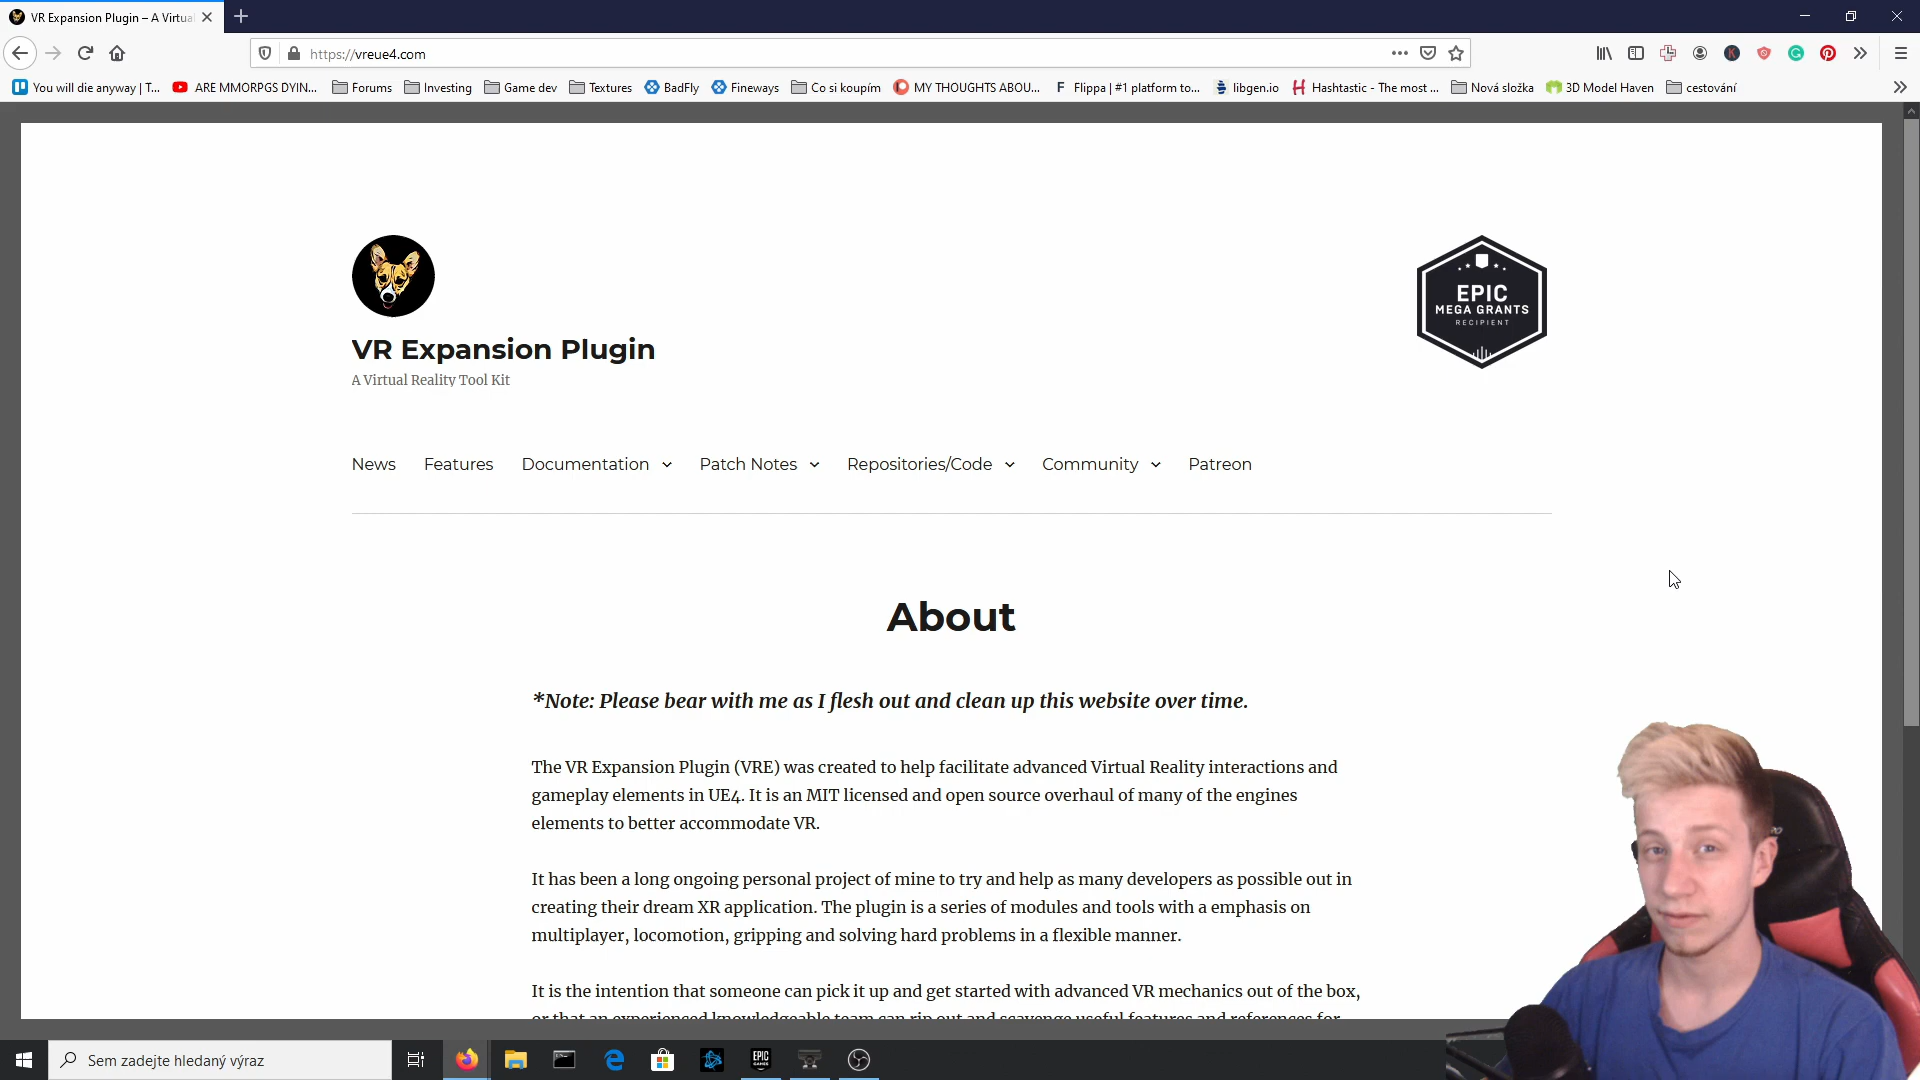 VR Expansion Plugin – A Virtua
https://vreue4.com
You will die anyway | T...
ARE MMORPGS DYIN...
Forums
Investing
Game dev
Textures
BadFly
Fineways
Co si koupím
MY THOUGHTS ABOU...
Flippa | #1 platform to...
libgen.io
Hashtastic - The most ...
Nová složka
3D Model Haven
cestování
EPIC
MEGA GRANTS
RECIPIENT
VR Expansion Plugin
A Virtual Reality Tool Kit
News
Features
Documentation
Patch Notes
Repositories/Code
Community
Patreon
About
*Note: Please bear with me as I flesh out and clean up this website over time.
The VR Expansion Plugin (VRE) was created to help facilitate advanced Virtual Reality interactions and
gameplay elements in UE4. It is an MIT licensed and open source overhaul of many of the engines
elements to better accommodate VR.
It has been a long ongoing personal project of mine to try and help as many developers as possible out in
creating their dream XR application. The plugin is a series of modules and tools with a emphasis on
multiplayer, locomotion, gripping and solving hard problems in a flexible manner.
It is the intention that someone can pick it up and get started with advanced VR mechanics out of the box,
or that an experienced knowledgeable team can rip out and scavenge useful features and references for
Sem zadejte hledaný výraz
EPIC
GAMES